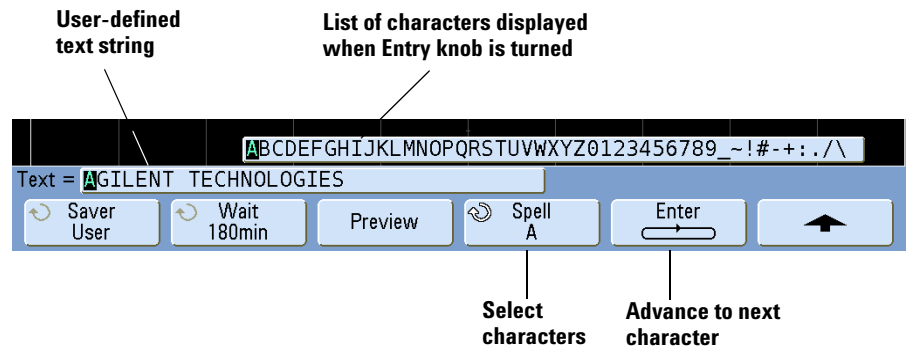 User-defined
text string
List of characters displayed
when Entry knob is turned
ABCDEFGHIJKLMNOPQRSTUVWXYZ0123456789_~!#-+:./\
Text = AGILENT TECHNOLOGIES
Saver
User
Wait
180min
Preview
Spell
A
Enter
Select
characters
Advance to next
character